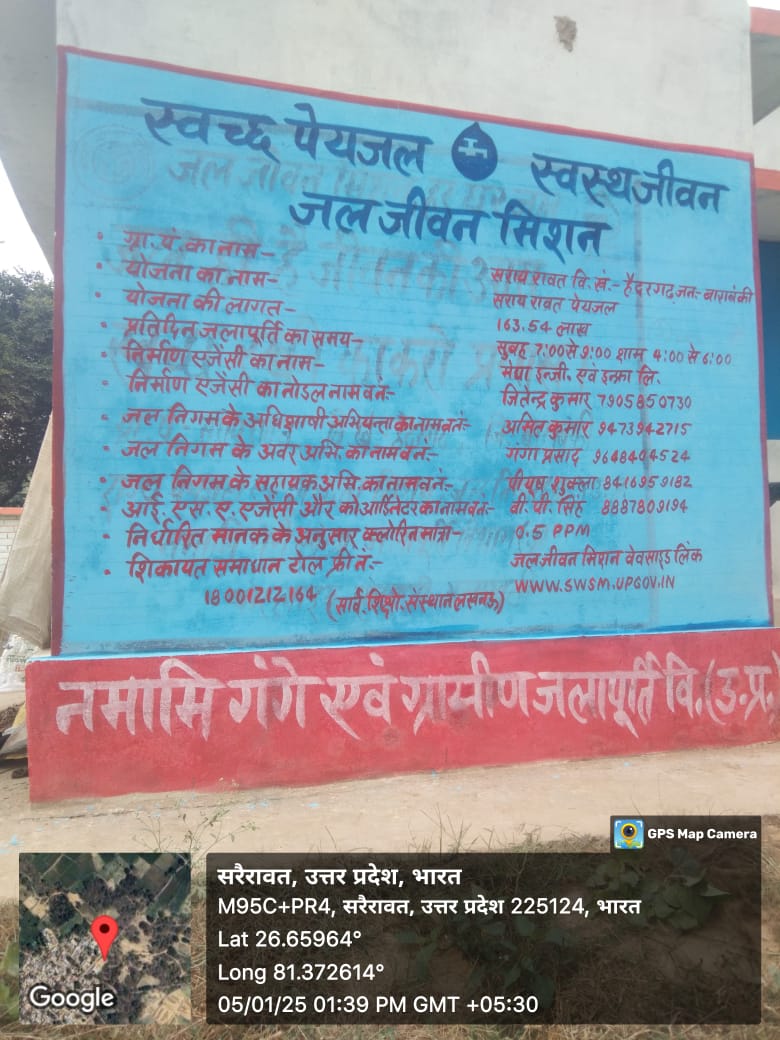 स्वच्छ पेयजल स्वस्थ जीवन
जल जीवन मिशन
• ग्रा. पं. का नाम- सराय रावत वि. खं.- हैदरगढ़ जन:- बाराबंकी
• योजना का नाम- सराय रावत पेयजल
• योजना की लागत- 163.54 लाख
• प्रतिदिन जलापूर्ति का समय- सुबह 7:00 से 9:00 शाम 4:00 से 6:00
• निर्माण एजेंसी का नाम- मेघा इन्जी. एवं इन्फ्रा लि.
• निर्माण एजेंसी का नोडल नाम व नं:- जितेन्द्र कुमार 7905850730
• जल निगम के अधिशाषी अभियन्ता का नाम व नं:- अमित कुमार 9473942715
• जल निगम के अवर अभि. का नाम व नं:- गंगा प्रसाद 9648404524
• जल निगम के सहायक अभि. का नाम व नं:- पीयूष शुक्ला 8416959182
• आई. एस. ए. एजेंसी और कोआर्डिनेटर का नाम व नं:- वी. पी. सिंह 8887809194
• निर्धारित मानक के अनुसार क्लोरिन मात्रा- 0.5 PPM
• शिकायत समाधान टोल फ्री नं:- जल जीवन मिशन वेवसाइड लिंक
18001212164 (सार्व. शिक्षो. संस्थान लखनऊ) WWW.SWSM.UPGOV.IN
नमामि गंगे एवं ग्रामीण जलापूर्ति वि. (उ.प्र.)
GPS Map Camera
सरैरावत, उत्तर प्रदेश, भारत
M95C+PR4, सरैरावत, उत्तर प्रदेश 225124, भारत
Lat 26.65964°
Long 81.372614°
05/01/25 01:39 PM GMT +05:30
Google